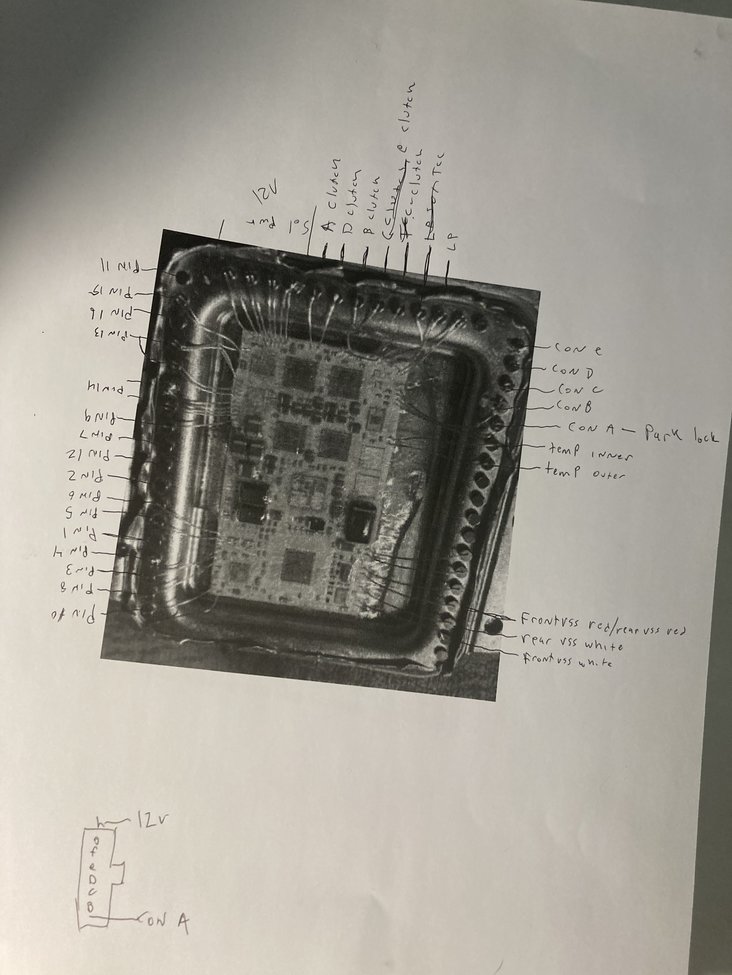 12V
Pwr
Sol
A clutch
D clutch
B clutch
C clutch e clutch
C-clutch
TCC
LP
Pin 11
Pin 15
Pin 16
Pin 13
Pin 14
Pin 9
Pin 7
Pin 12
Pin 2
Pin 6
Pin 5
Pin 1
Pin 4
Pin 3
Pin 8
Pin 10
CON e
CON D
CON C
CON B
CON A - Park lock
temp inner
temp outer
Front vss red/rear vss red
rear vss white
Front vss white
h 12v
g
f
e
D
C
B
CON A